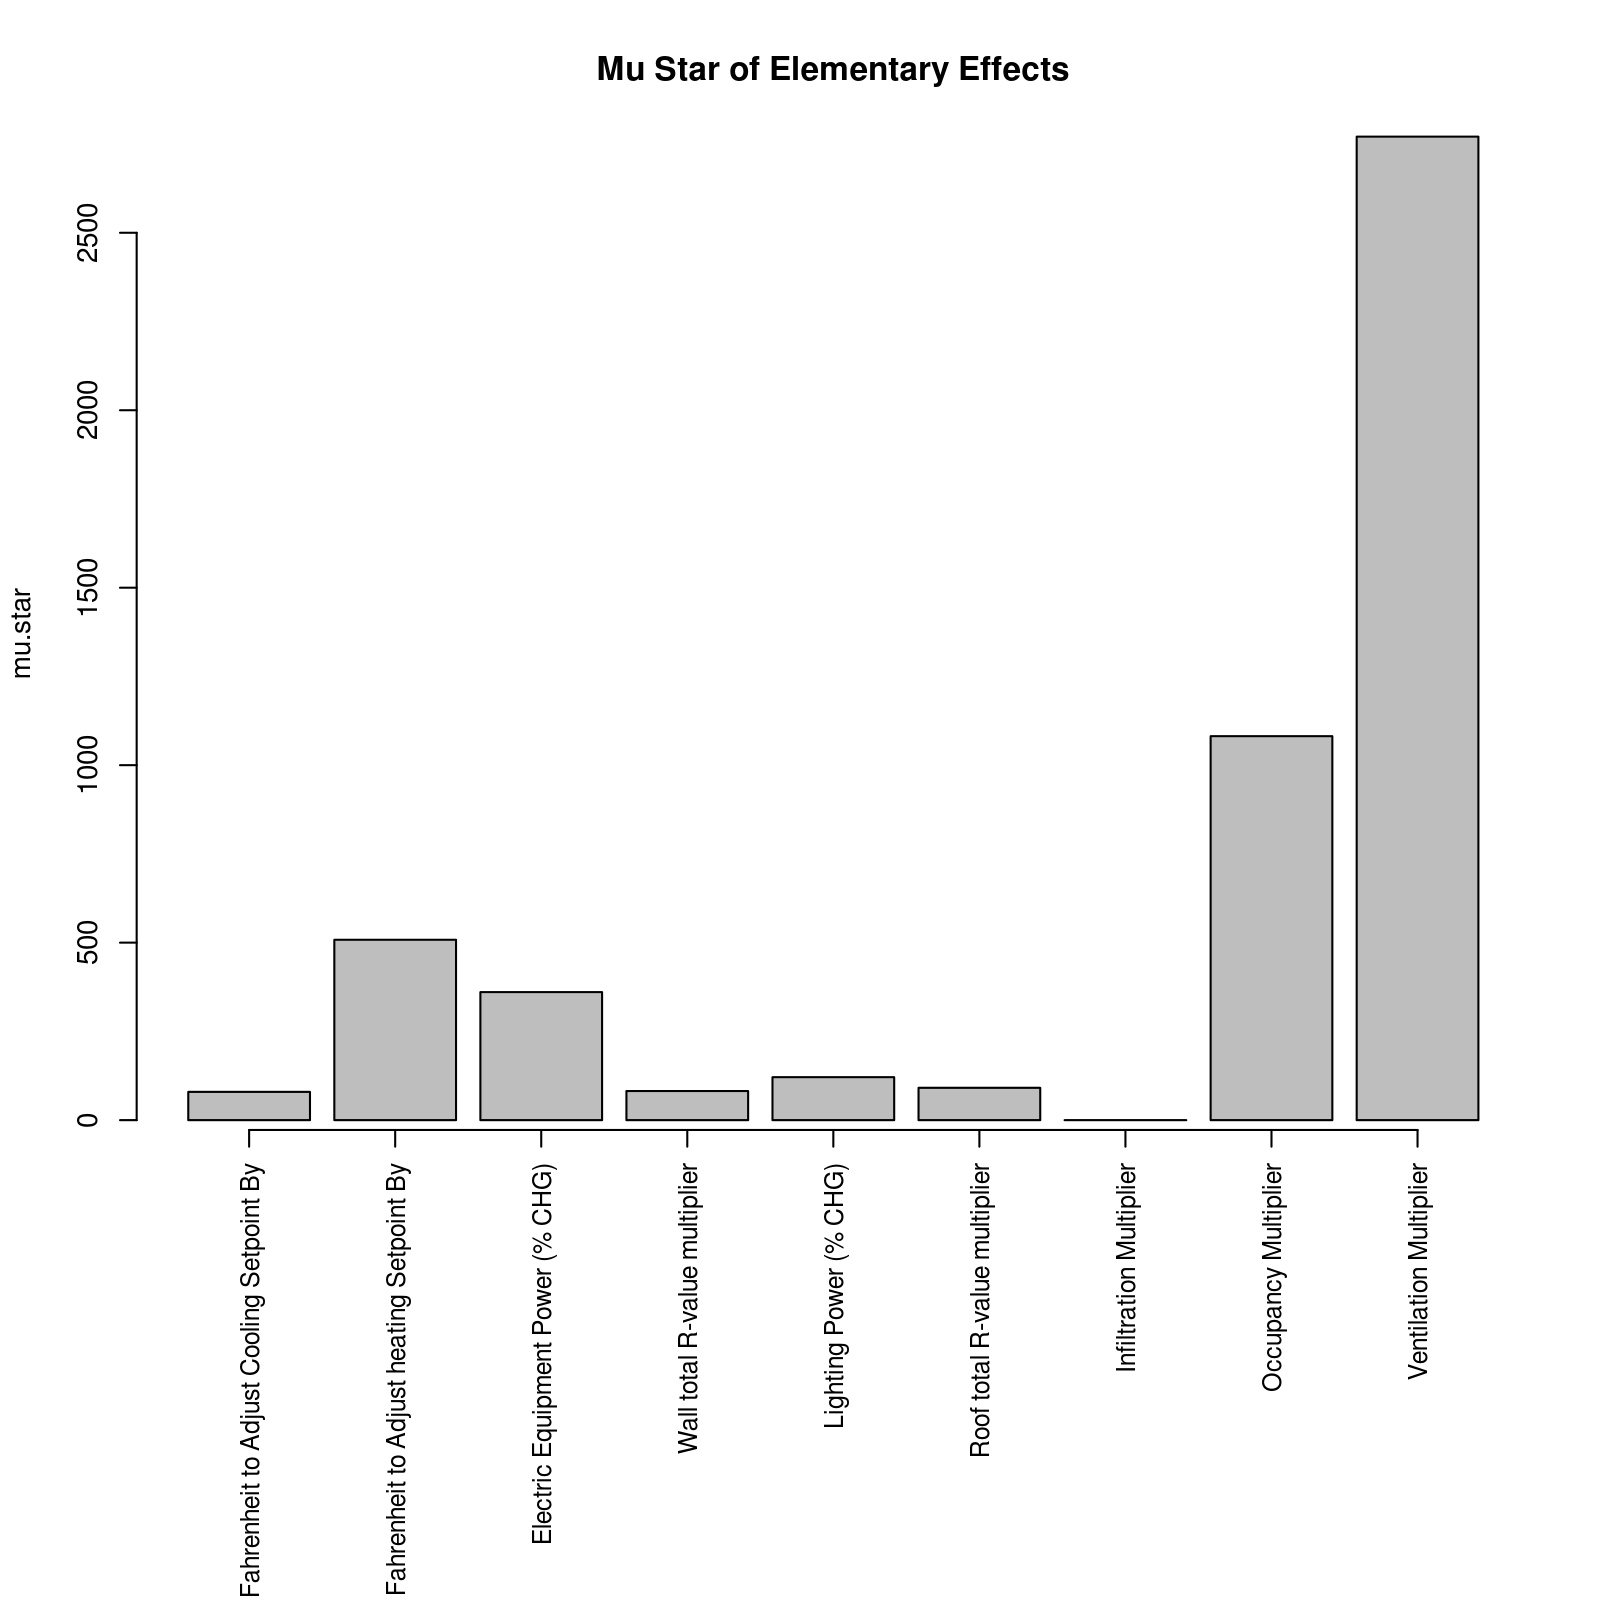 Mu Star of Elementary Effects
mu.star
2500
2000
1500
1000
500
0
Fahrenheit to Adjust Cooling Setpoint By
Fahrenheit to Adjust heating Setpoint By
Electric Equipment Power (% CHG)
Wall total R-value multiplier
Lighting Power (% CHG)
Roof total R-value multiplier
Infiltration Multiplier
Occupancy Multiplier
Ventilation Multiplier